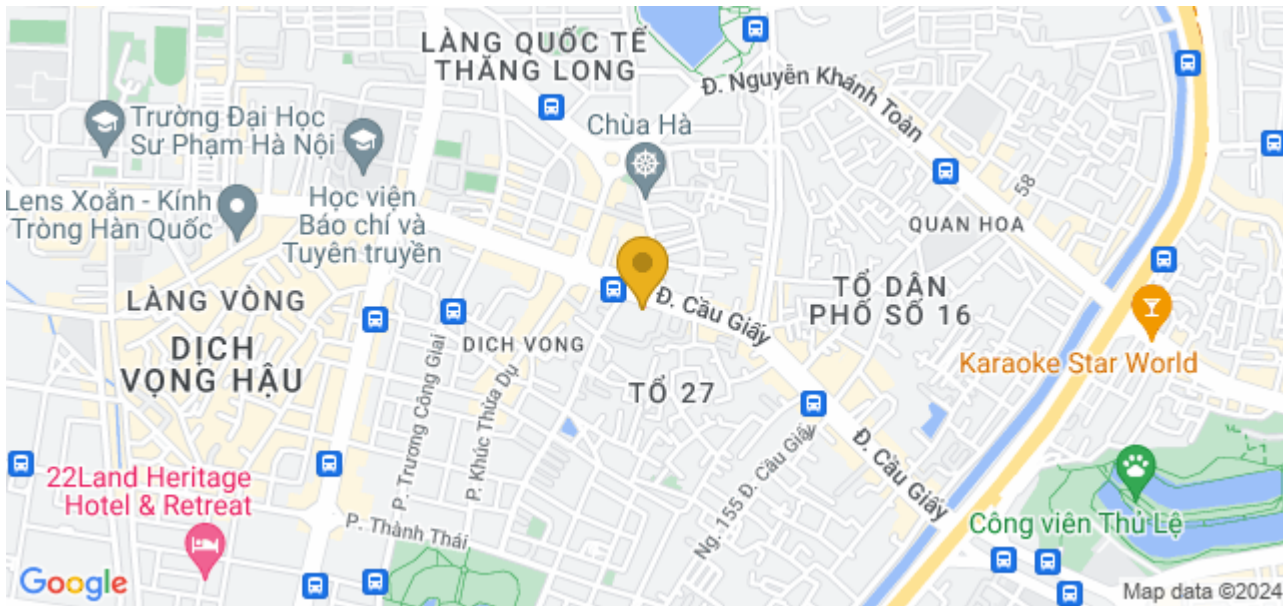 LÀNG QUỐC TẾ
THĂNG LONG
Đ. Nguyễn Khánh Toàn
Trường Đại Học
Sư Phạm Hà Nội
Chùa Hà
58
Lens Xoắn - Kính
Tròng Hàn Quốc
Học viện
Báo chí và
Tuyên truyền
QUAN HOA
LÀNG VÒNG
Đ. Cầu Giấy
TỔ DÂN
PHỐ SỐ 16
DỊCH
VỌNG HẬU
DICH VONG
Karaoke Star World
TỔ 27
P. Trương Công Giai
P. Khúc Thừa Dụ
Ng. 155 Đ. Cầu Giấy
Đ. Cầu Giấy
22Land Heritage
Hotel & Retreat
P. Thành Thái
Công viên Thủ Lệ
Google
Map data ©2024